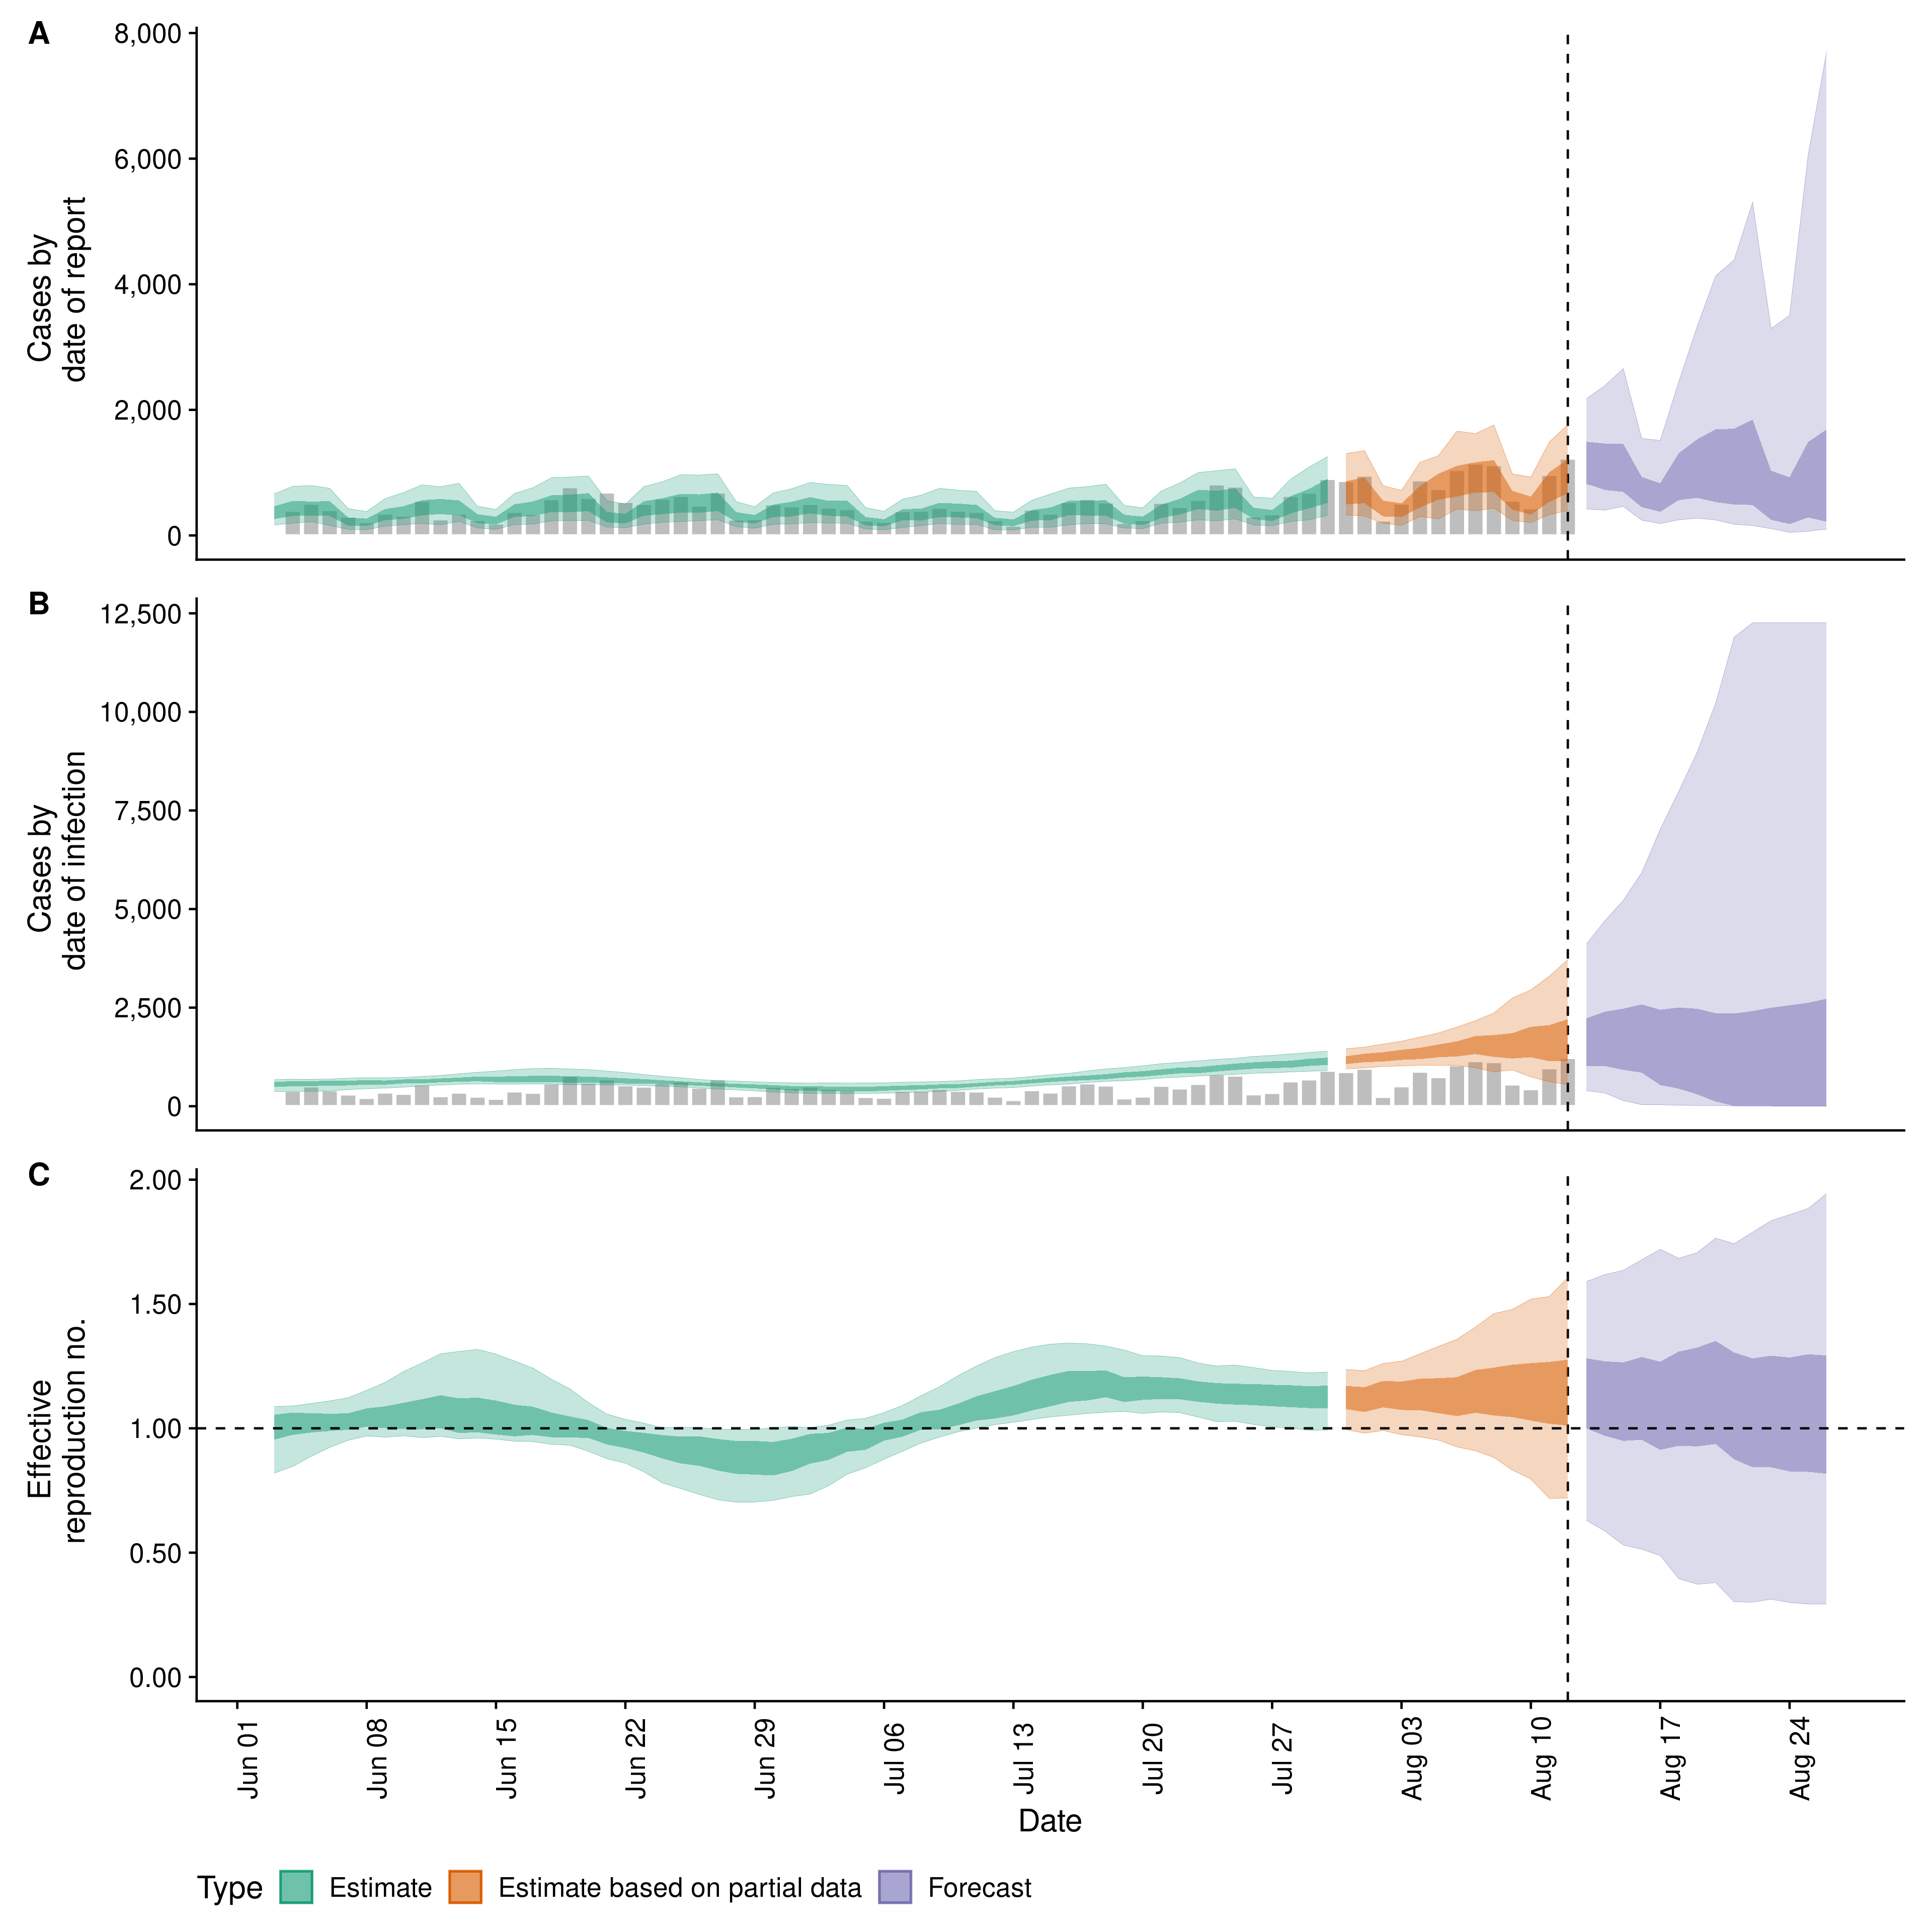 A
8,000
6,000
4,000
2,000
0
Cases by
date of report
B
12,500
10,000
7,500
5,000
2,500
0
Cases by
date of infection
C
2.00
1.50
1.00
0.50
0.00
Effective
reproduction no.
Jun 01
Jun 08
Jun 15
Jun 22
Jun 29
Jul 06
Jul 13
Jul 20
Jul 27
Aug 03
Aug 10
Aug 17
Aug 24
Date
Type Estimate Estimate based on partial data Forecast